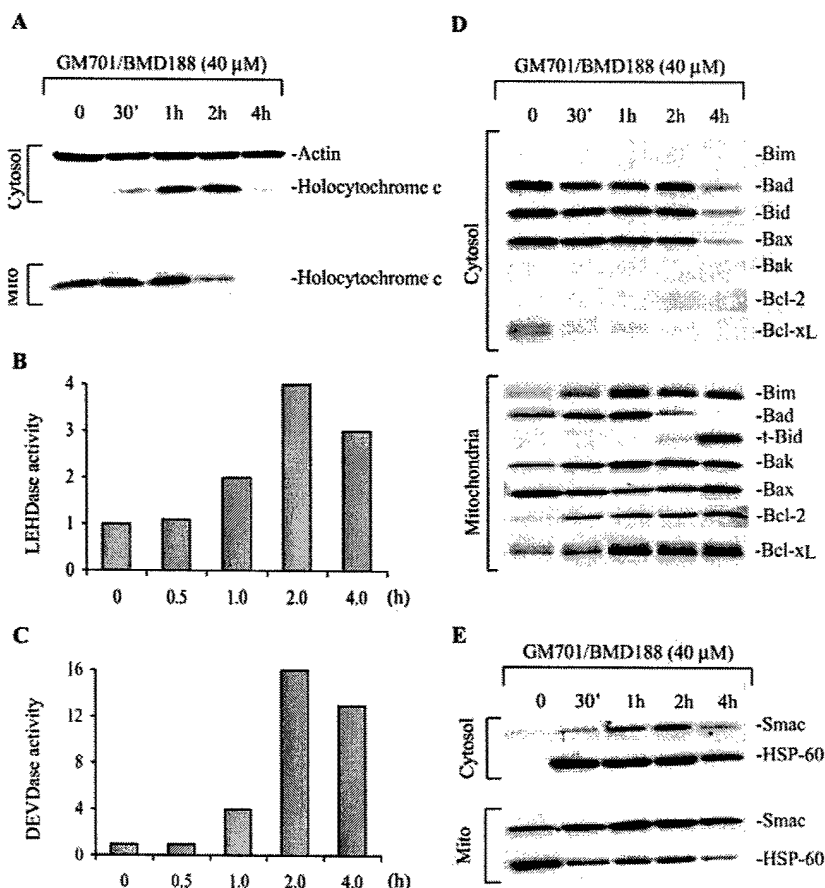 A
GM701/BMD188 (40 µM)
0 30' 1h 2h 4h
Cytosol
-Actin
-Holocytochrome c
Mito
-Holocytochrome c
B
LEHDase activity
4
3
2
1
0
0 0.5 1.0 2.0 4.0 (h)
C
DEVDase activity
16
12
8
4
0
0 0.5 1.0 2.0 4.0 (h)
D
GM701/BMD188 (40 µM)
0 30' 1h 2h 4h
Cytosol
-Bim
-Bad
-Bid
-Bax
-Bak
-Bcl-2
-Bcl-xL
Mitochondria
-Bim
-Bad
-t-Bid
-Bak
-Bax
-Bcl-2
-Bcl-xL
E
GM701/BMD188 (40 µM)
0 30' 1h 2h 4h
Cytosol
-Smac
-HSP-60
Mito
-Smac
-HSP-60